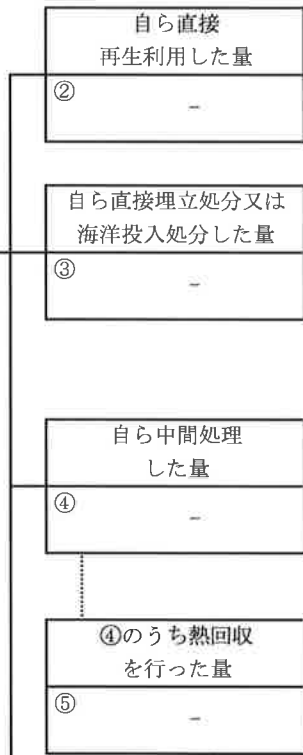 自ら直接
再生利用した量
②
－
自ら直接埋立処分又は
海洋投入処分した量
③
－
自ら中間処理
した量
④
－
④のうち熱回収
を行った量
⑤
－